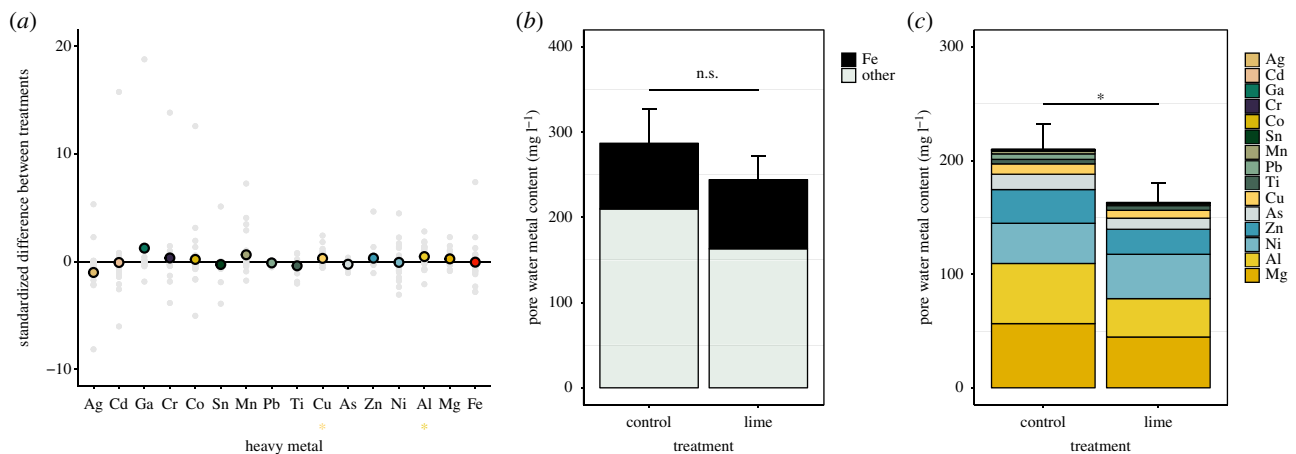 (a)
20
10
0
−10
standardized difference between treatments
Ag Cd Ga Cr Co Sn Mn Pb Ti Cu As Zn Ni Al Mg Fe
* *
heavy metal
(b)
400
300
200
100
0
pore water metal content (mg l−1)
n.s.
control lime
treatment
Fe
other
(c)
300
200
100
0
pore water metal content (mg l−1)
*
control lime
treatment
Ag
Cd
Ga
Cr
Co
Sn
Mn
Pb
Ti
Cu
As
Zn
Ni
Al
Mg